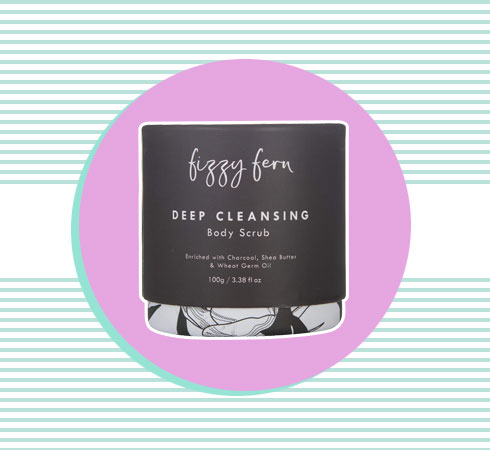 fizzy fern
DEEP CLEANSING
Body Scrub
Enriched with Charcoal, Shea Butter
& Wheat Germ Oil
100g / 3.38 fl oz